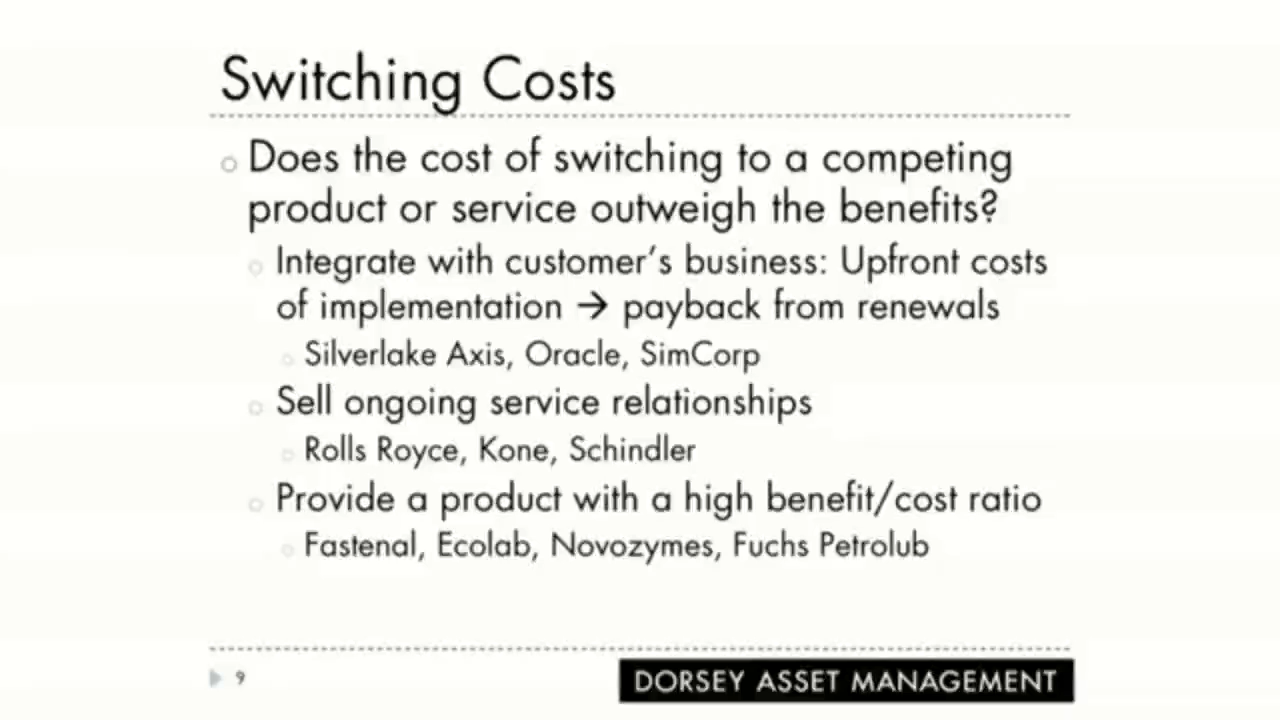 Switching Costs
Does the cost of switching to a competing
product or service outweigh the benefits?
Integrate with customer's business: Upfront costs
of implementation → payback from renewals
Silverlake Axis, Oracle, SimCorp
Sell ongoing service relationships
Rolls Royce, Kone, Schindler
Provide a product with a high benefit/cost ratio
Fastenal, Ecolab, Novozymes, Fuchs Petrolub
9
DORSEY ASSET MANAGEMENT